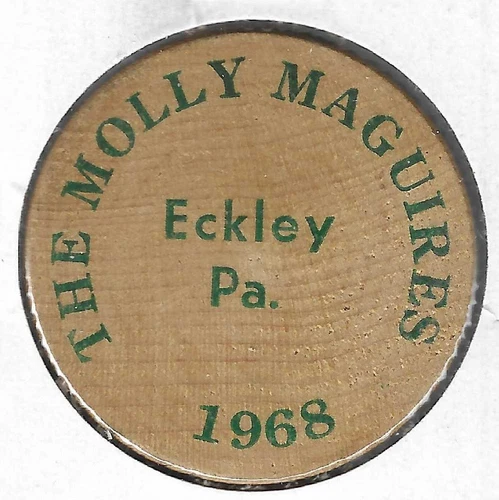 THE MOLLY MAGUIRES
Eckley
Pa.
1968